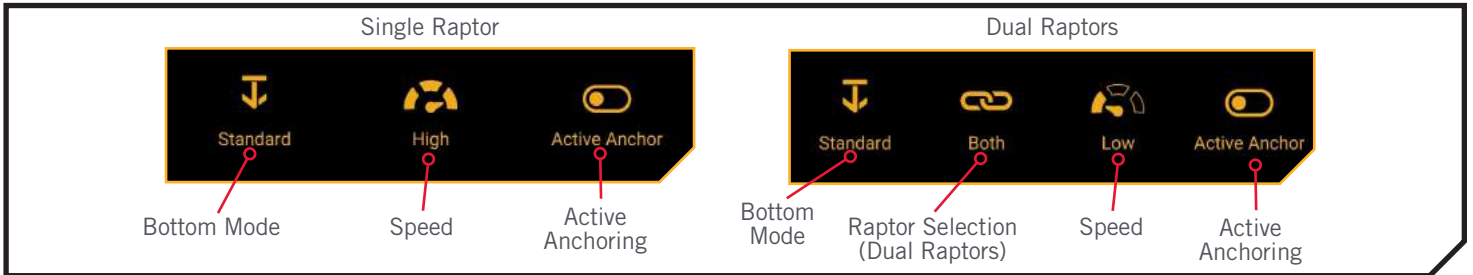 Single Raptor
Standard
High
Active Anchor
Bottom Mode
Speed
Active
Anchoring
Dual Raptors
Standard
Both
Low
Active Anchor
Bottom
Mode
Raptor Selection
(Dual Raptors)
Speed
Active
Anchoring